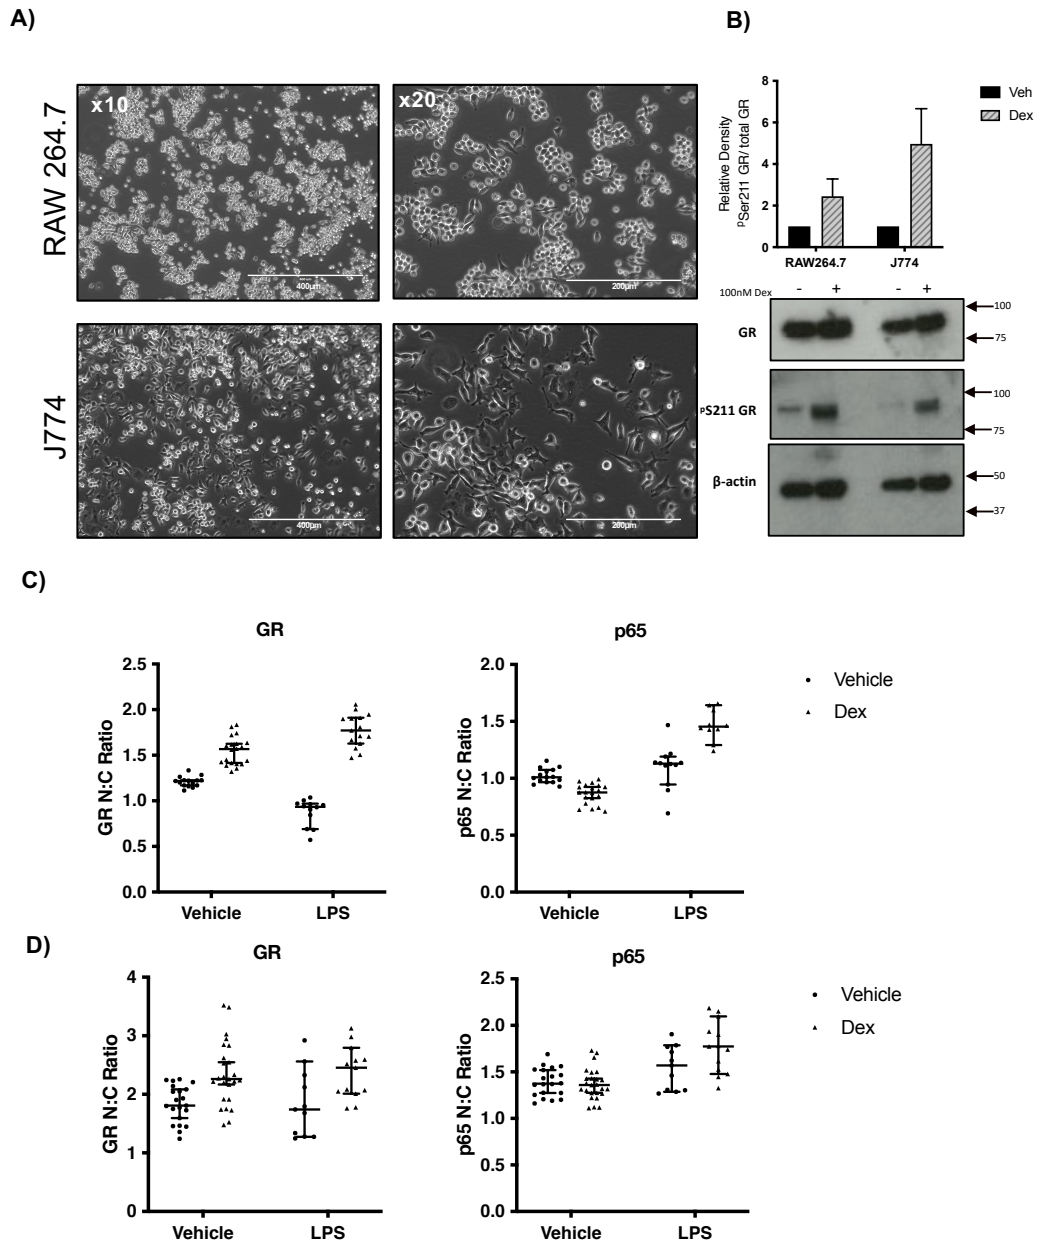 A)
RAW 264.7
x10
400μm
x20
200μm
J774
400μm
200μm
B)
Relative Density
pSer211 GR/ total GR
8
6
4
2
0
RAW264.7
J774
Veh
Dex
100nM Dex
-
+
-
+
GR
100
75
pS211 GR
100
75
β-actin
50
37
C)
GR
GR N:C Ratio
2.5
2.0
1.5
1.0
0.5
0.0
Vehicle
LPS
p65
p65 N:C Ratio
2.0
1.5
1.0
0.5
0.0
Vehicle
LPS
Vehicle
Dex
D)
GR
GR N:C Ratio
4
3
2
1
0
Vehicle
LPS
p65
p65 N:C Ratio
2.5
2.0
1.5
1.0
0.5
0.0
Vehicle
LPS
Vehicle
Dex